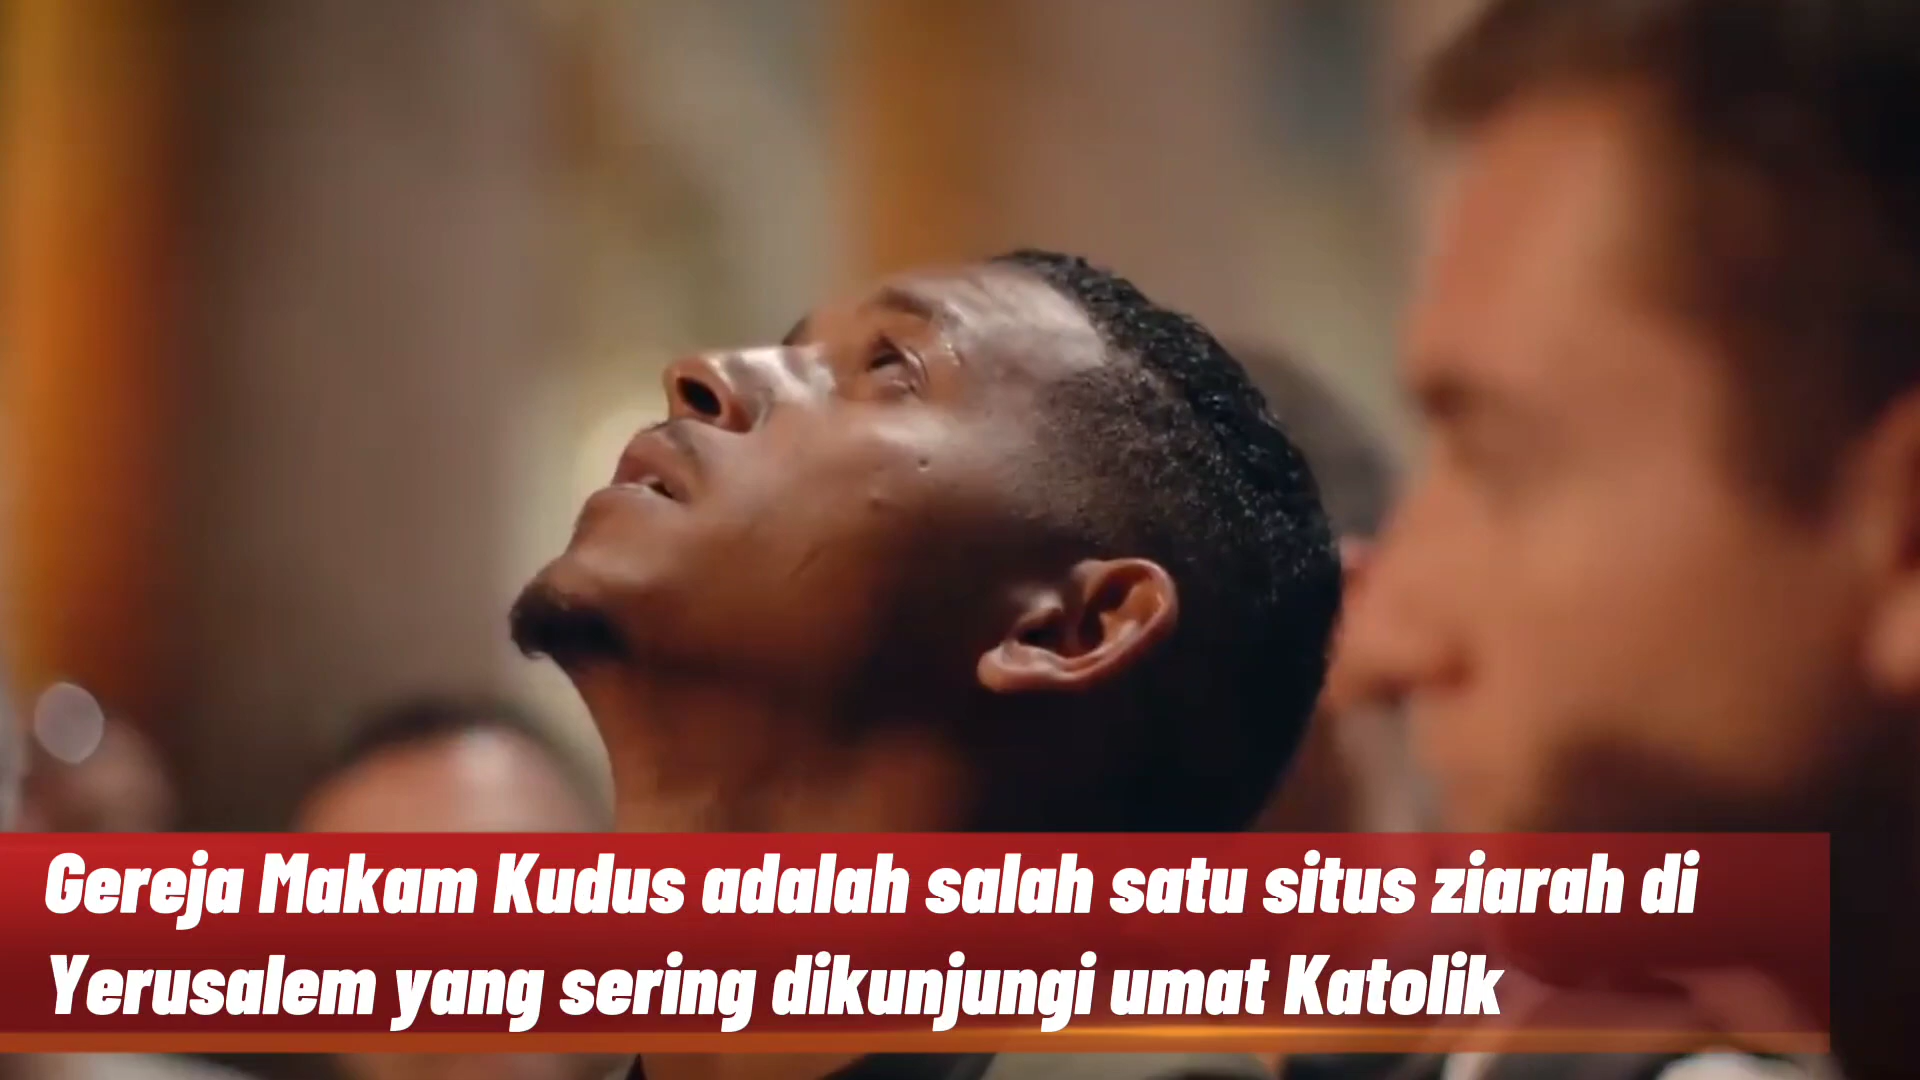 Gereja Makam Kudus adalah salah satu situs ziarah di
Yerusalem yang sering dikunjungi umat Katolik